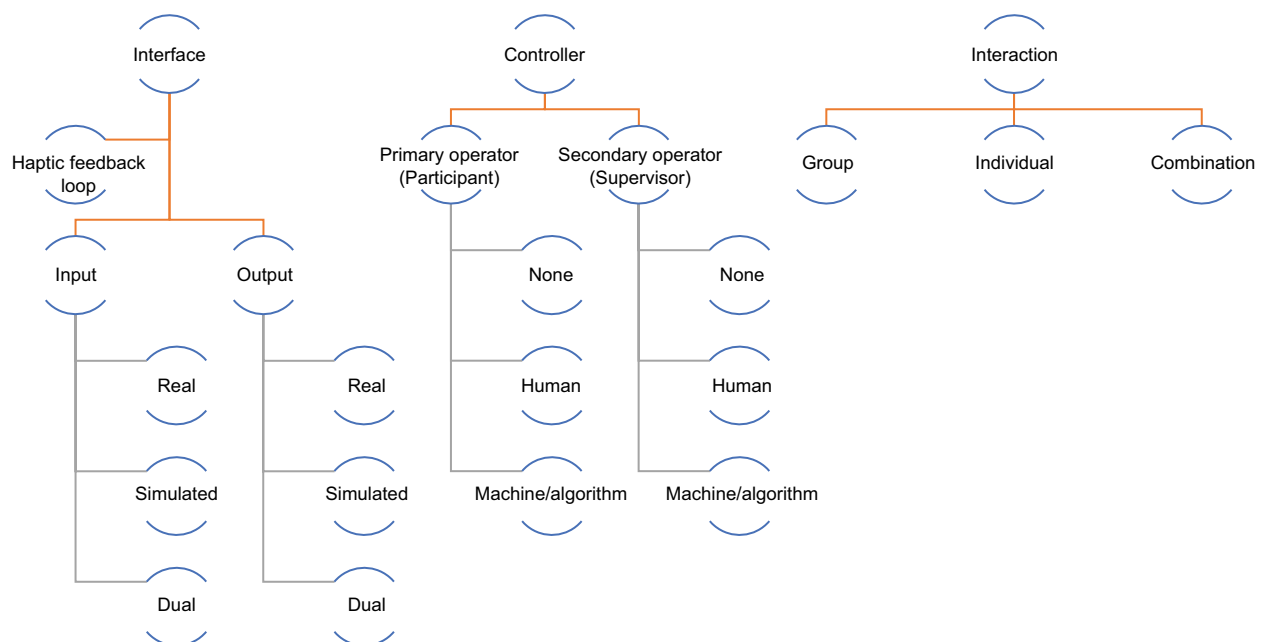 Interface
Controller
Interaction
Haptic feedback
loop
Primary operator
(Participant)
Secondary operator
(Supervisor)
Group
Individual
Combination
Input
Output
None
None
Real
Real
Human
Human
Simulated
Simulated
Machine/algorithm
Machine/algorithm
Dual
Dual